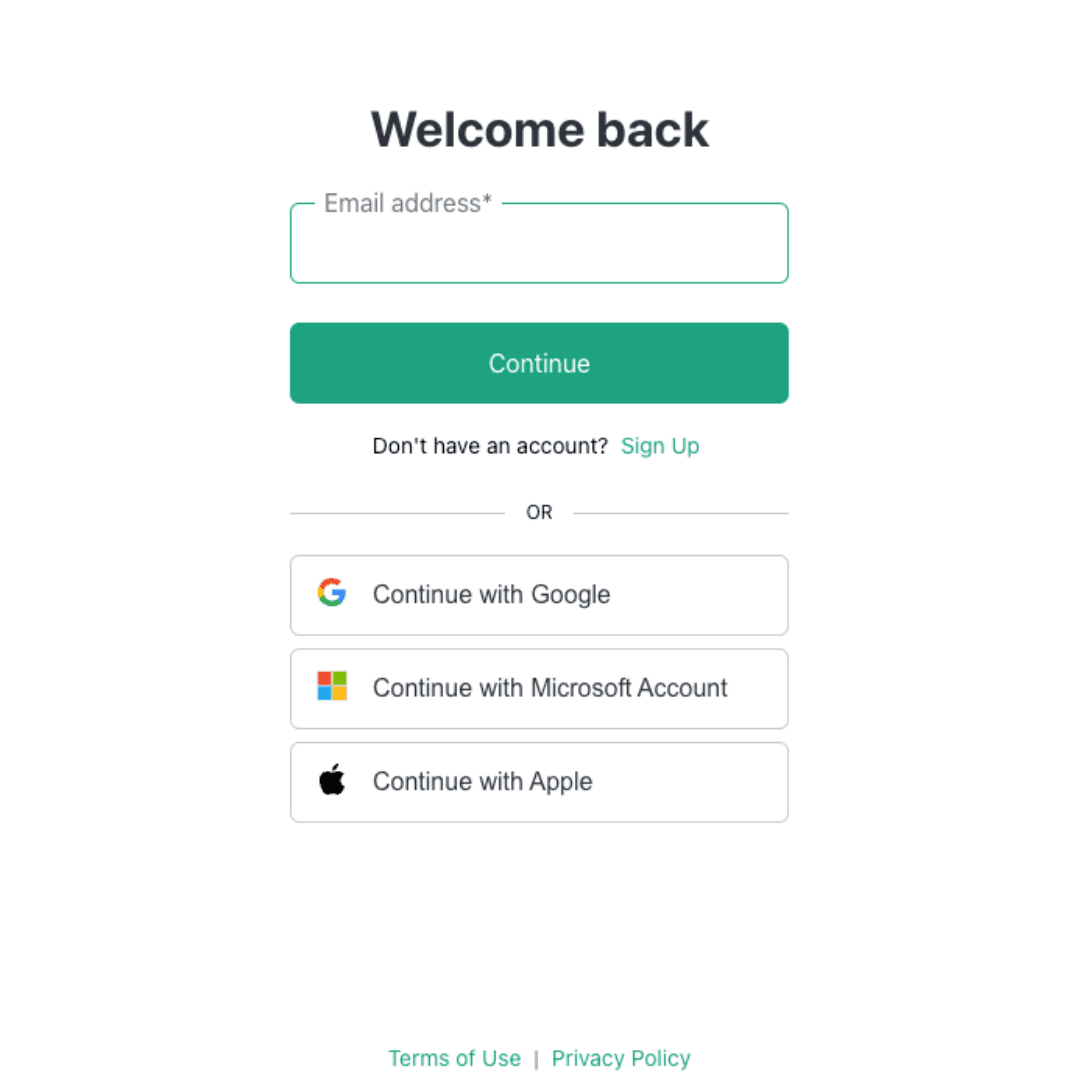 Welcome back
Email address*
Continue
Don't have an account? Sign Up
OR
Continue with Google
Continue with Microsoft Account
Continue with Apple
Terms of Use | Privacy Policy